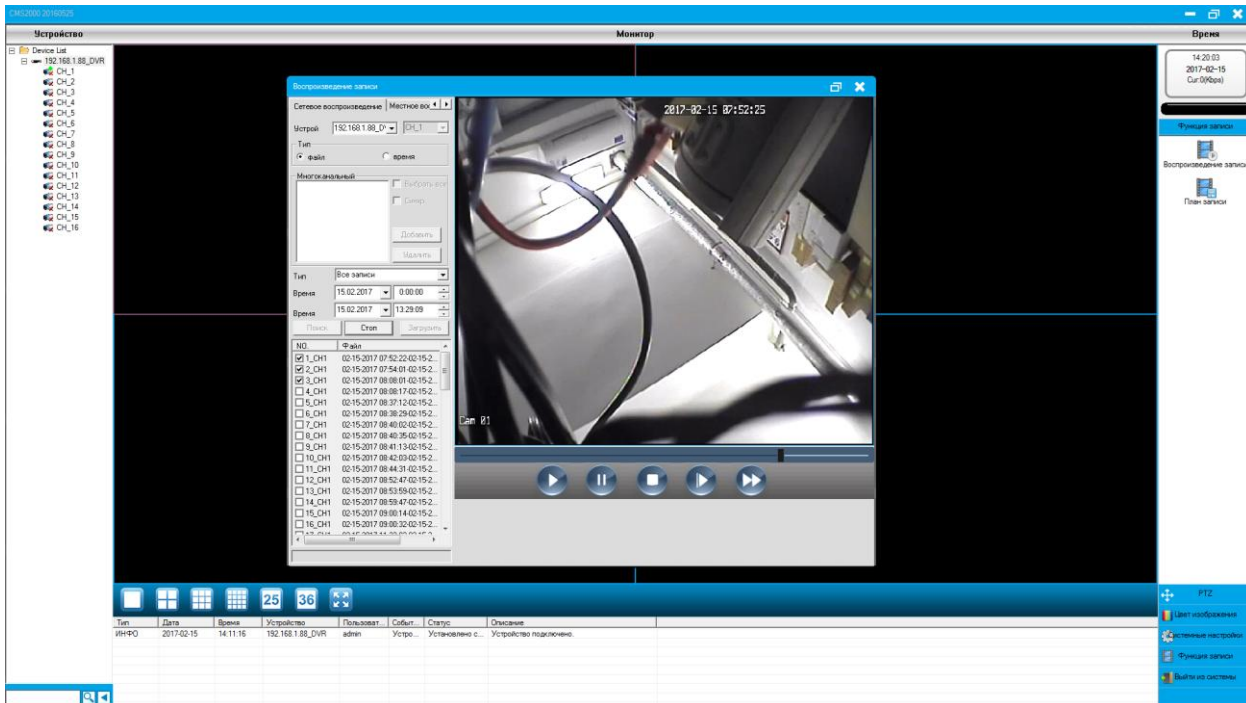 CMS2000 20160525
Устройство
Монитор
Время
Device List
192.168.1.88_DVR
CH_1
CH_2
CH_3
CH_4
CH_5
CH_6
CH_7
CH_8
CH_9
CH_10
CH_11
CH_12
CH_13
CH_14
CH_15
CH_16
Воспроизведение записи
Сетевое воспроизведение
Местное вос
Устрой
192.168.1.88_D
CH_1
Тип
файл
время
Многоканальный
Выбрать все
Синхр.
Добавить
Удалить
Тип
Все записи
Время
15.02.2017
0:00:00
Время
15.02.2017
13:29:09
Поиск
Стоп
Загрузить
NO.
Файл
1_CH1 02-15-2017 07:52:22-02-15-2...
2_CH1 02-15-2017 07:54:01-02-15-2...
3_CH1 02-15-2017 08:08:01-02-15-2...
4_CH1 02-15-2017 08:08:17-02-15-2...
5_CH1 02-15-2017 08:37:12-02-15-2...
6_CH1 02-15-2017 08:38:29-02-15-2...
7_CH1 02-15-2017 08:40:02-02-15-2...
8_CH1 02-15-2017 08:40:35-02-15-2...
9_CH1 02-15-2017 08:41:13-02-15-2...
10_CH1 02-15-2017 08:42:03-02-15-2...
11_CH1 02-15-2017 08:44:31-02-15-2...
12_CH1 02-15-2017 08:52:47-02-15-2...
13_CH1 02-15-2017 08:53:59-02-15-2...
14_CH1 02-15-2017 08:59:47-02-15-2...
15_CH1 02-15-2017 09:00:14-02-15-2...
16_CH1 02-15-2017 09:00:32-02-15-2...
2017-02-15 07:52:25
Cam 01
14:20:03
2017-02-15
Cur:0(Kbps)
Функция записи
Воспроизведение записи
План записи
25
36
Тип Дата Время Устройство Пользоват... Событ... Статус Описание
ИНФО 2017-02-15 14:11:16 192.168.1.88_DVR admin Устро... Установлено с... Устройство подключено.
PTZ
Цвет изображения
истемные настройки
Функция записи
Выйти из системы